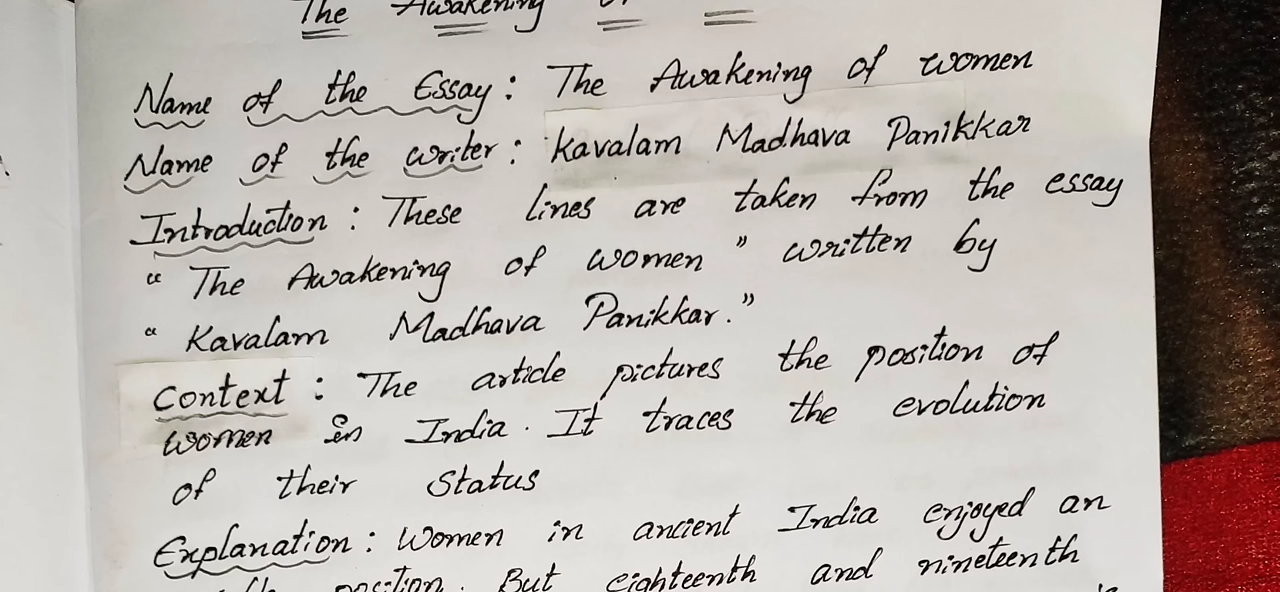 The Awakening of
Name of the Essay : The Awakening of women
Name of the writer : Kavalam Madhava Panikkar
Introduction : These lines are taken from the essay
" The Awakening of women " written by
" Kavalam Madhava Panikkar."
Context : The article pictures the position of
women in India . It traces the evolution
of their Status
Explanation : Women in ancient India enjoyed an
position. But eighteenth and nineteenth